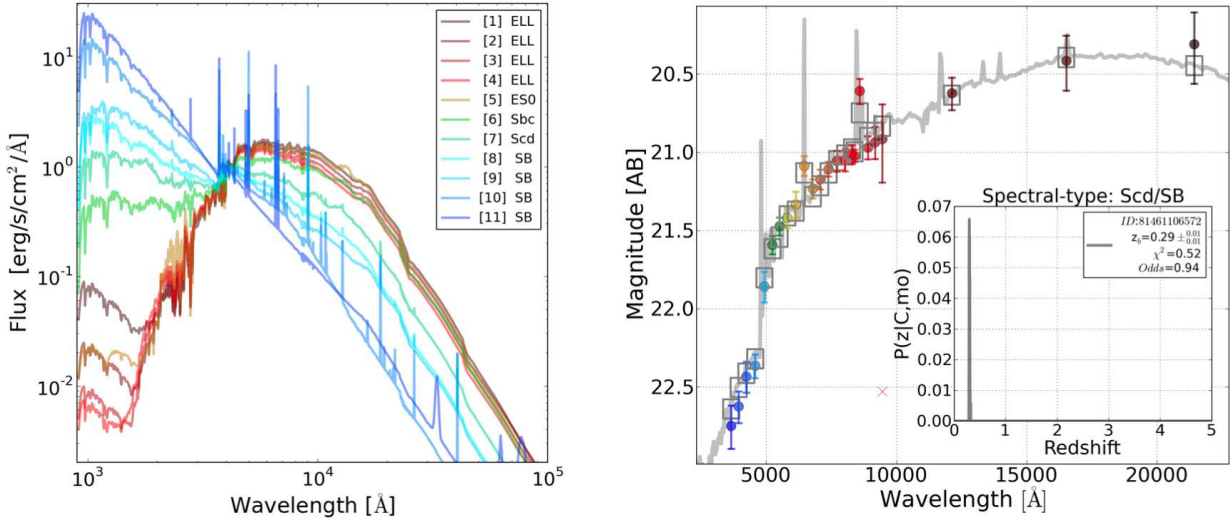 [1] ELL
[2] ELL
[3] ELL
[4] ELL
[5] ES0
[6] Sbc
[7] Scd
[8] SB
[9] SB
[10] SB
[11] SB
Flux [erg/s/cm²/Å]
10¹
10⁰
10⁻¹
10⁻²
10³ 10⁴ 10⁵
Wavelength [Å]
Magnitude [AB]
20.5
21.0
21.5
22.0
22.5
5000 10000 15000 20000
Wavelength [Å]
Spectral-type: Scd/SB
ID:81461106572
z_b=0.29 ±0.01 0.01
χ²=0.52
Odds=0.94
P(z|C,mo)
0.07
0.06
0.05
0.04
0.03
0.02
0.01
0.00
0 1 2 3 4 5
Redshift